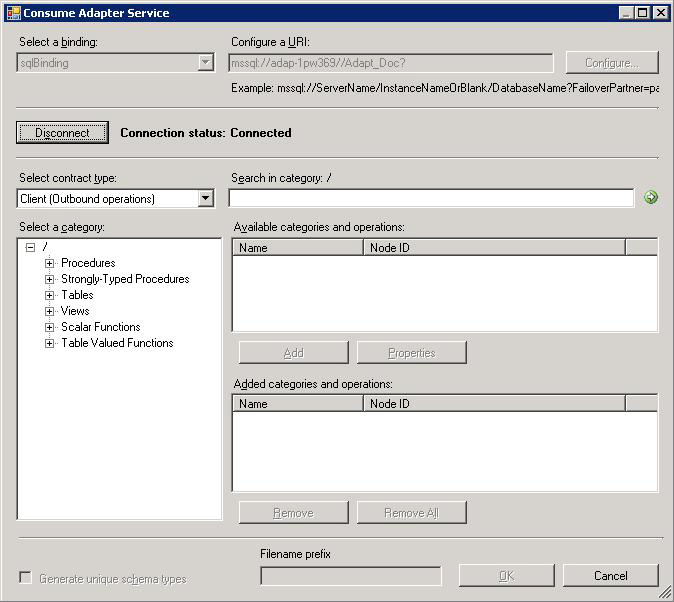 Consume Adapter Service
Select a binding:
Configure a URI:
sqlBinding
mssql://adap-1pw369//Adapt_Doc?
Configure...
Example: mssql://ServerName/InstanceNameOrBlank/DatabaseName?FailoverPartner=pa
Disconnect
Connection status: Connected
Select contract type:
Search in category: /
Client (Outbound operations)
Select a category:
Available categories and operations:
/
Procedures
Strongly-Typed Procedures
Tables
Views
Scalar Functions
Table Valued Functions
Name Node ID
Add
Properties
Added categories and operations:
Name Node ID
Remove
Remove All
Filename prefix
Generate unique schema types
OK
Cancel